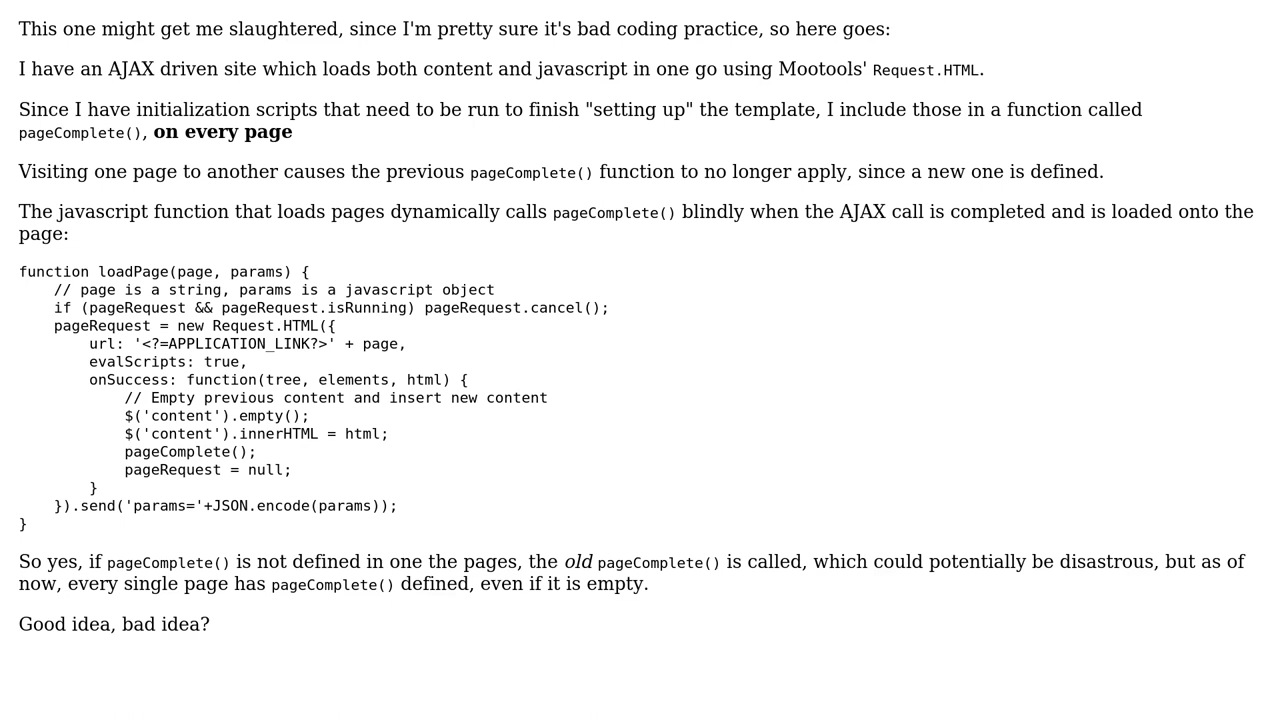 This one might get me slaughtered, since I'm pretty sure it's bad coding practice, so here goes:
I have an AJAX driven site which loads both content and javascript in one go using Mootools' Request.HTML.
Since I have initialization scripts that need to be run to finish "setting up" the template, I include those in a function called
pageComplete(), on every page
Visiting one page to another causes the previous pageComplete() function to no longer apply, since a new one is defined.
The javascript function that loads pages dynamically calls pageComplete() blindly when the AJAX call is completed and is loaded onto the
page:
function loadPage(page, params) {
    // page is a string, params is a javascript object
    if (pageRequest && pageRequest.isRunning) pageRequest.cancel();
    pageRequest = new Request.HTML({
        url: '<?=APPLICATION_LINK?>' + page,
        evalScripts: true,
        onSuccess: function(tree, elements, html) {
            // Empty previous content and insert new content
            $('content').empty();
            $('content').innerHTML = html;
            pageComplete();
            pageRequest = null;
        }
    }).send('params='+JSON.encode(params));
}
So yes, if pageComplete() is not defined in one the pages, the old pageComplete() is called, which could potentially be disastrous, but as of
now, every single page has pageComplete() defined, even if it is empty.
Good idea, bad idea?